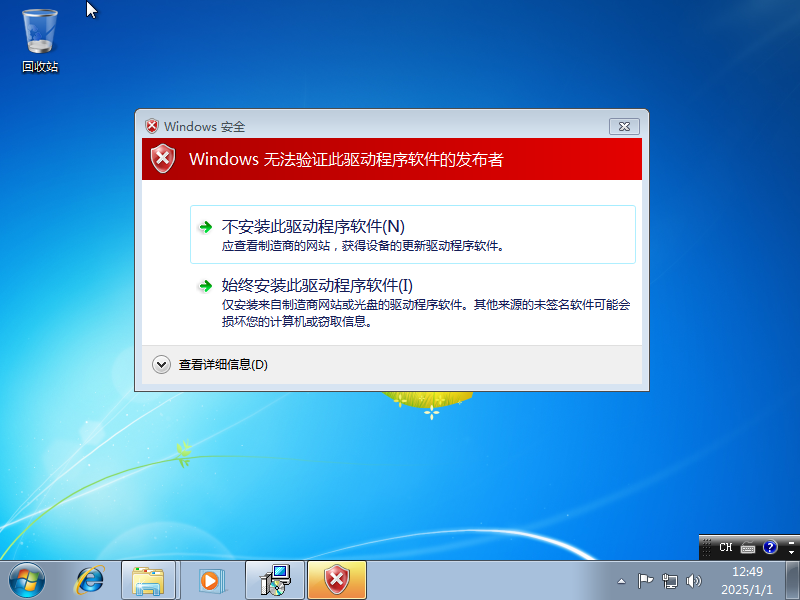 回收站
Windows 安全
Windows 无法验证此驱动程序软件的发布者
不安装此驱动程序软件(N)
应查看制造商的网站，获得设备的更新驱动程序软件。
始终安装此驱动程序软件(I)
仅安装来自制造商网站或光盘的驱动程序软件。其他来源的未签名软件可能会
损坏您的计算机或窃取信息。
查看详细信息(D)
CH
12:49
2025/1/1